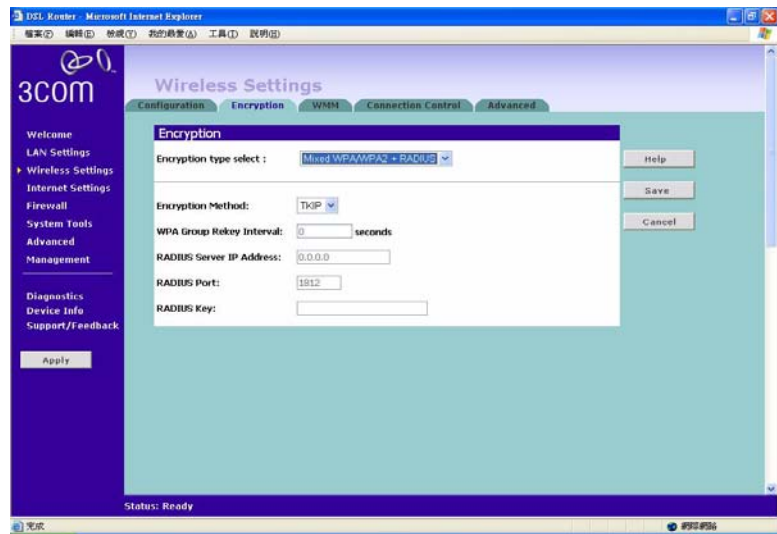 DSL Router - Microsoft Internet Explorer
檔案(F) 編輯(E) 檢視(V) 我的最愛(A) 工具(T) 說明(H)
3COM
Wireless Settings
Configuration Encryption WMM Connection Control Advanced
Welcome
LAN Settings
Wireless Settings
Internet Settings
Firewall
System Tools
Advanced
Management
Diagnostics
Device Info
Support/Feedback
Apply
Encryption
Encryption type select : Mixed WPA/WPA2 + RADIUS
Encryption Method: TKIP
WPA Group Rekey Interval: 0 seconds
RADIUS Server IP Address: 0.0.0.0
RADIUS Port: 1812
RADIUS Key:
Help
Save
Cancel
Status: Ready
完成
網際網路